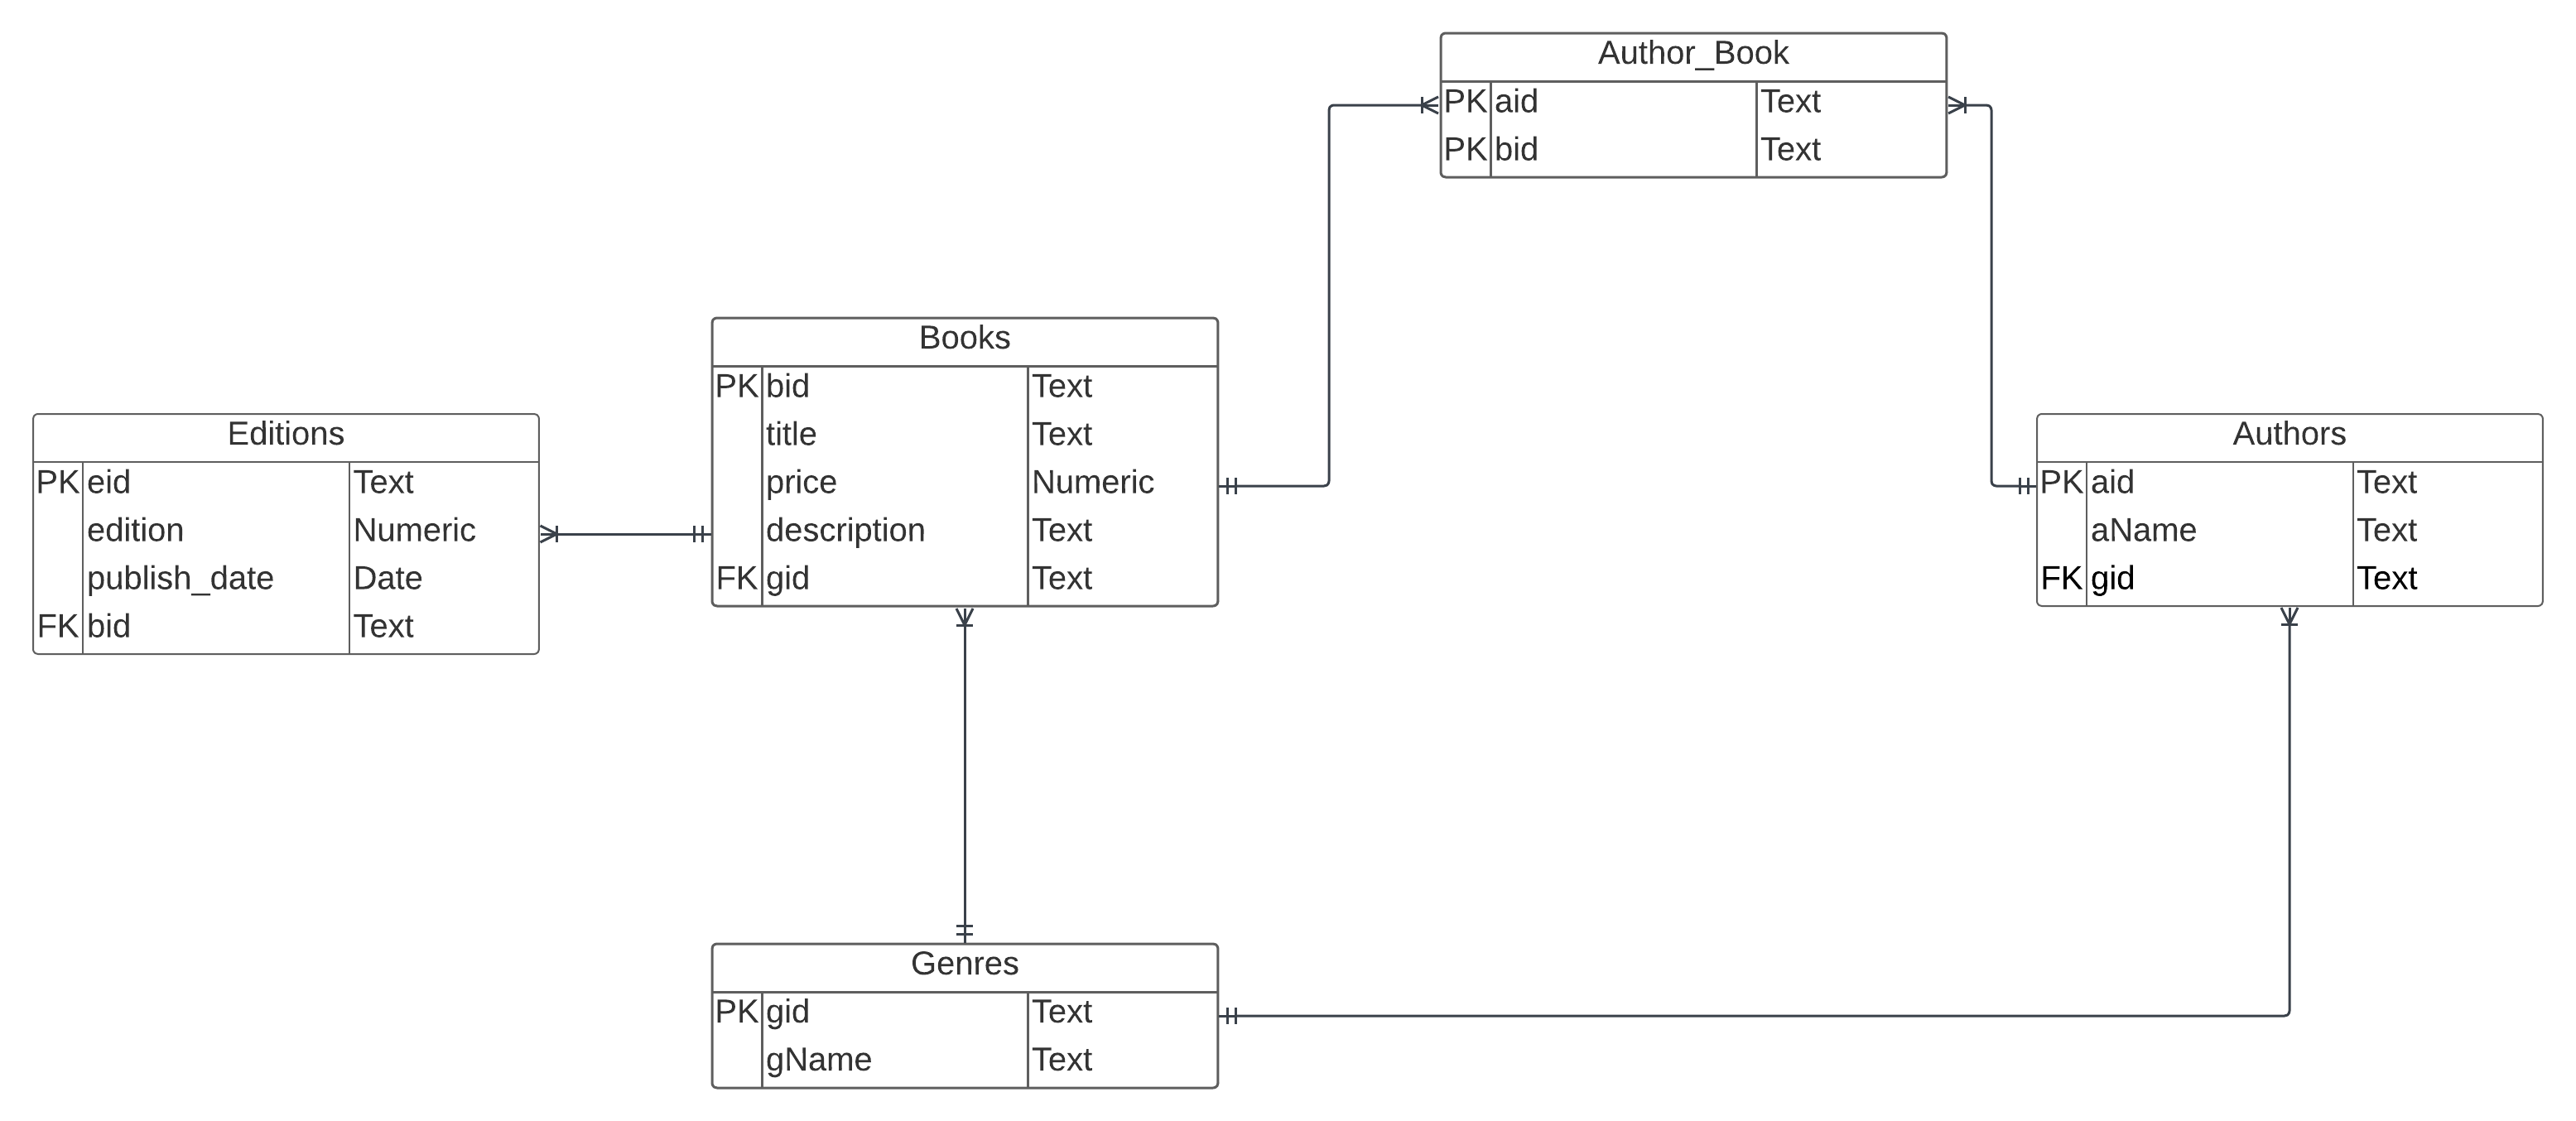 Author_Book
PK aid Text
PK bid Text
Books
PK bid Text
title Text
price Numeric
description Text
FK gid Text
Editions
PK eid Text
edition Numeric
publish_date Date
FK bid Text
Authors
PK aid Text
aName Text
FK gid Text
Genres
PK gid Text
gName Text